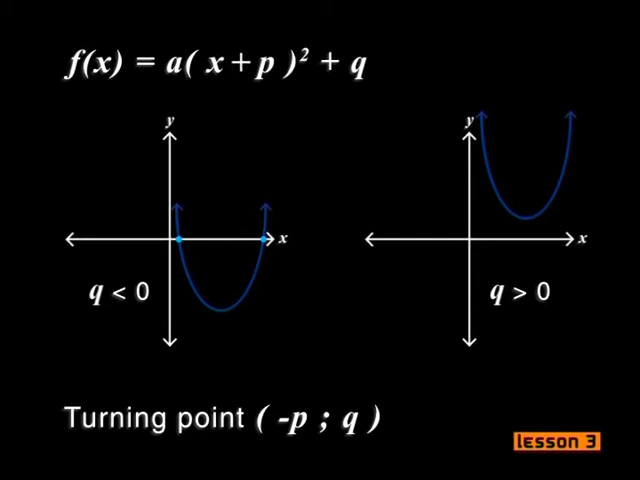 f(x) = a( x + p )² + q
y
y
x
x
q < 0
q > 0
Turning point ( -p ; q )
lesson 3